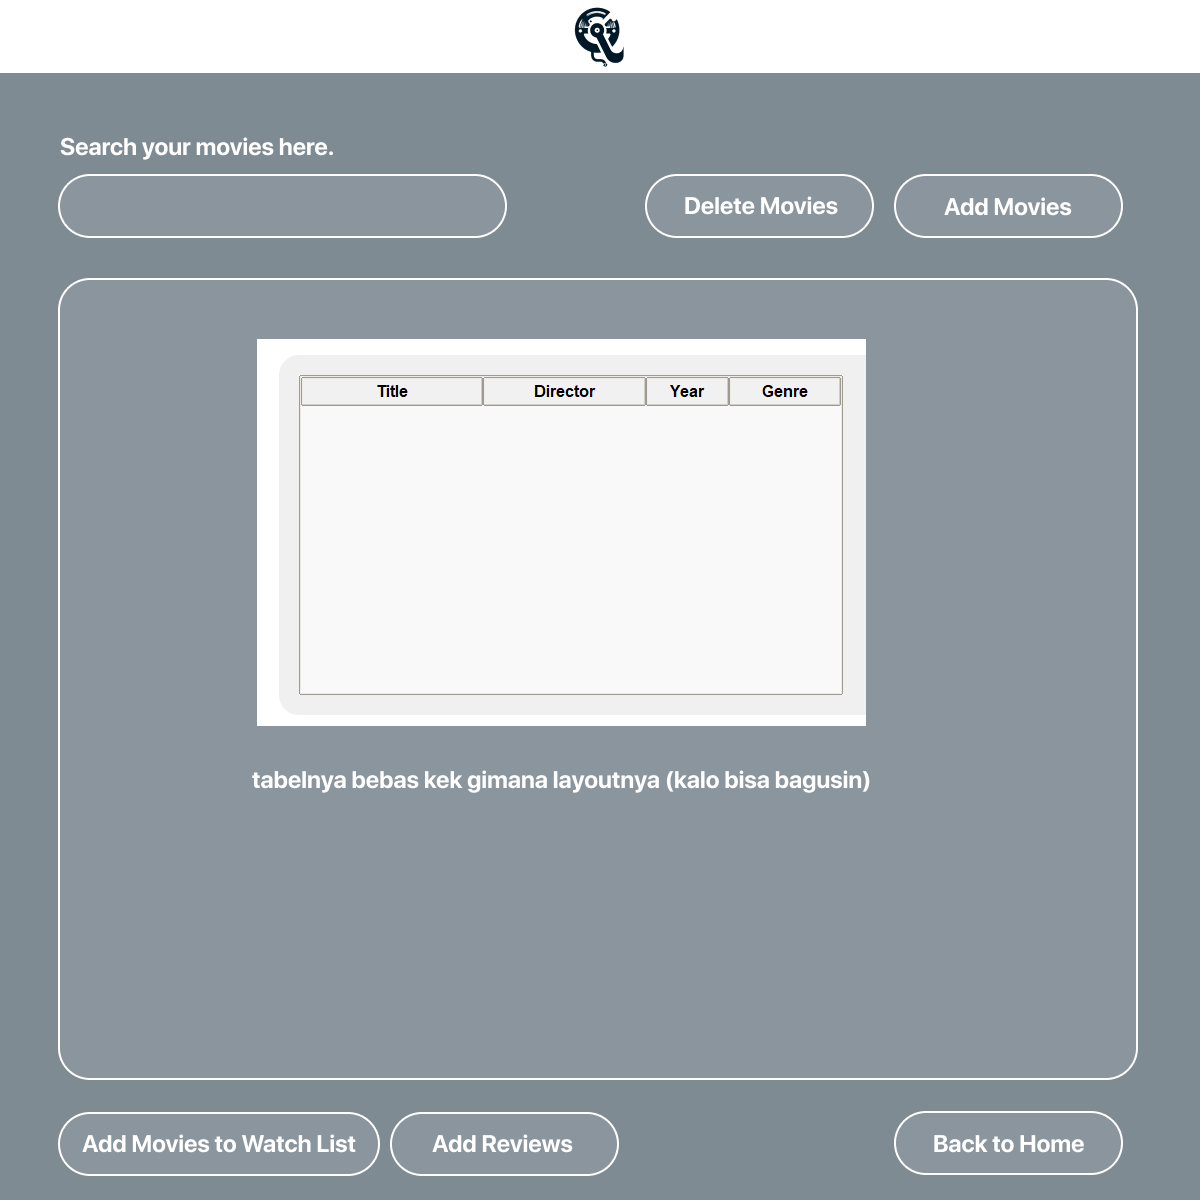 Search your movies here.
Delete Movies
Add Movies
Title Director Year Genre
tabelnya bebas kek gimana layoutnya (kalo bisa bagusin)
Add Movies to Watch List
Add Reviews
Back to Home